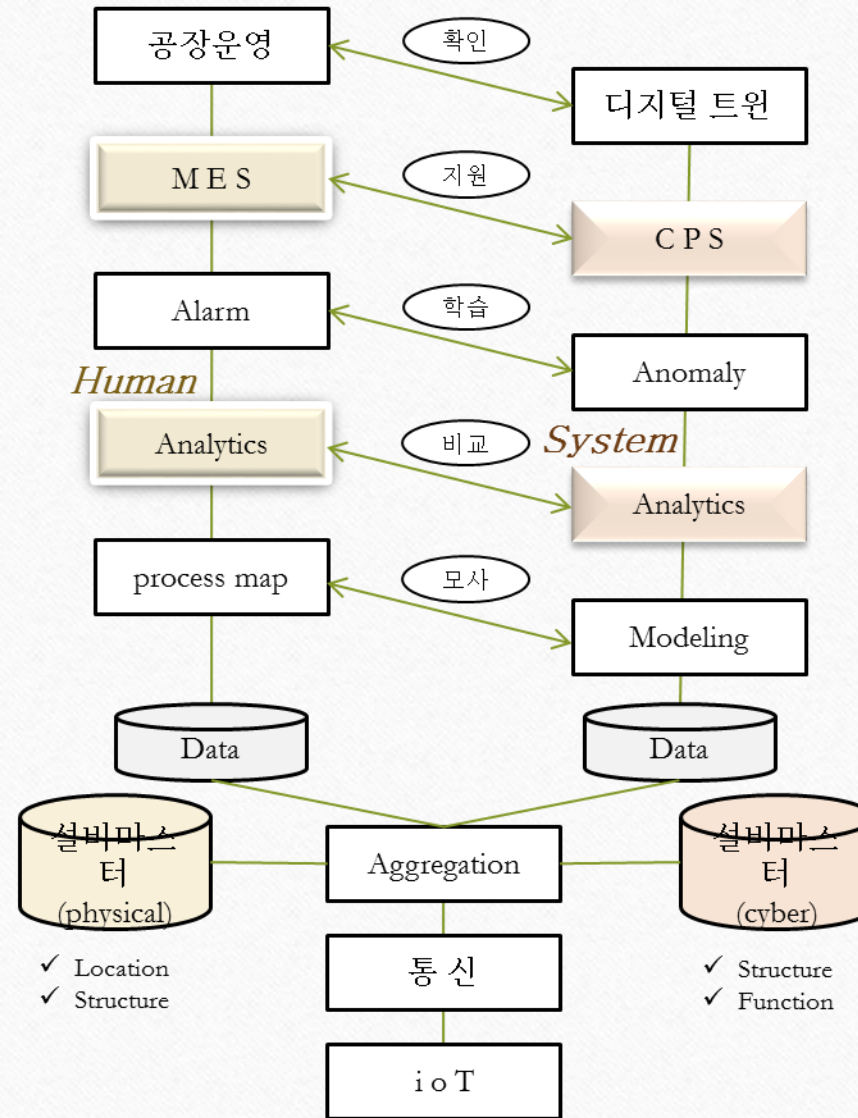 공장운영
확인
디지털 트윈
M E S
지원
C P S
Alarm
학습
Anomaly
Human
Analytics
비교
System
Analytics
process map
모사
Modeling
Data
Data
설비마스
터
(physical)
Aggregation
설비마스
터
(cyber)
✓ Location
✓ Structure
통 신
✓ Structure
✓ Function
i o T